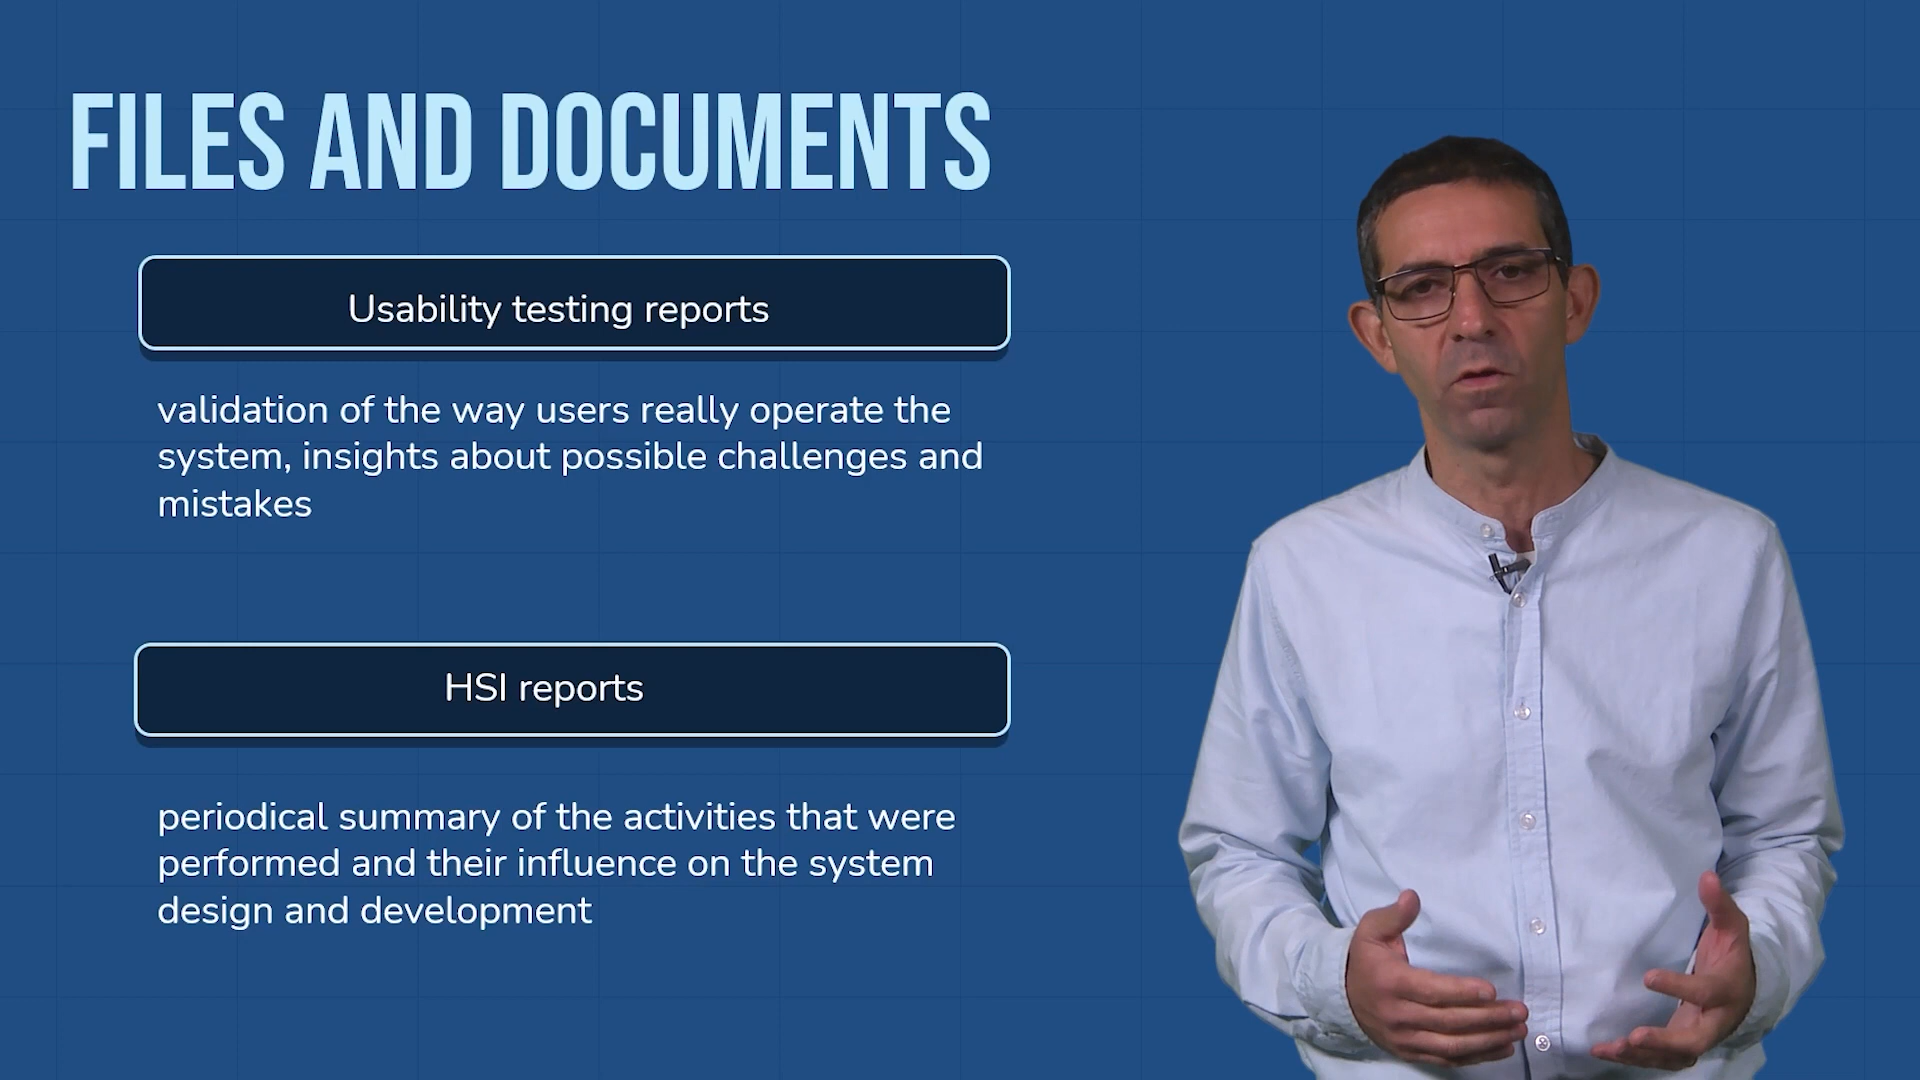 FILES AND DOCUMENTS
Usability testing reports
validation of the way users really operate the
system, insights about possible challenges and
mistakes
HSI reports
periodical summary of the activities that were
performed and their influence on the system
design and development